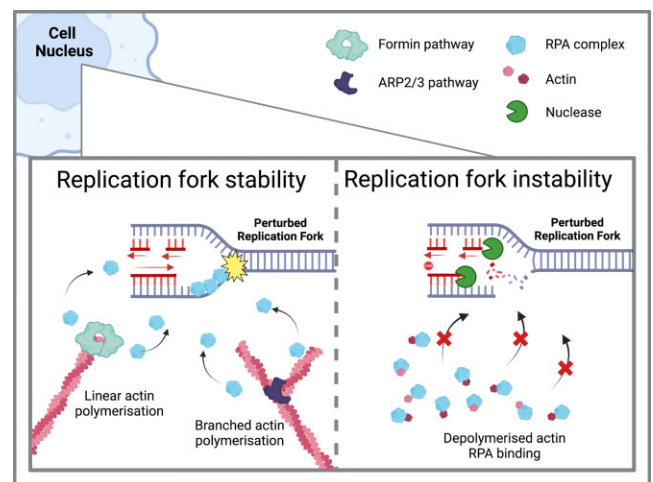 Cell
Nucleus
Formin pathway
RPA complex
ARP2/3 pathway
Actin
Nuclease
Replication fork stability
Replication fork instability
Perturbed
Replication Fork
Perturbed
Replication Fork
Linear actin
polymerisation
Branched actin
polymerisation
Depolymerised actin
RPA binding